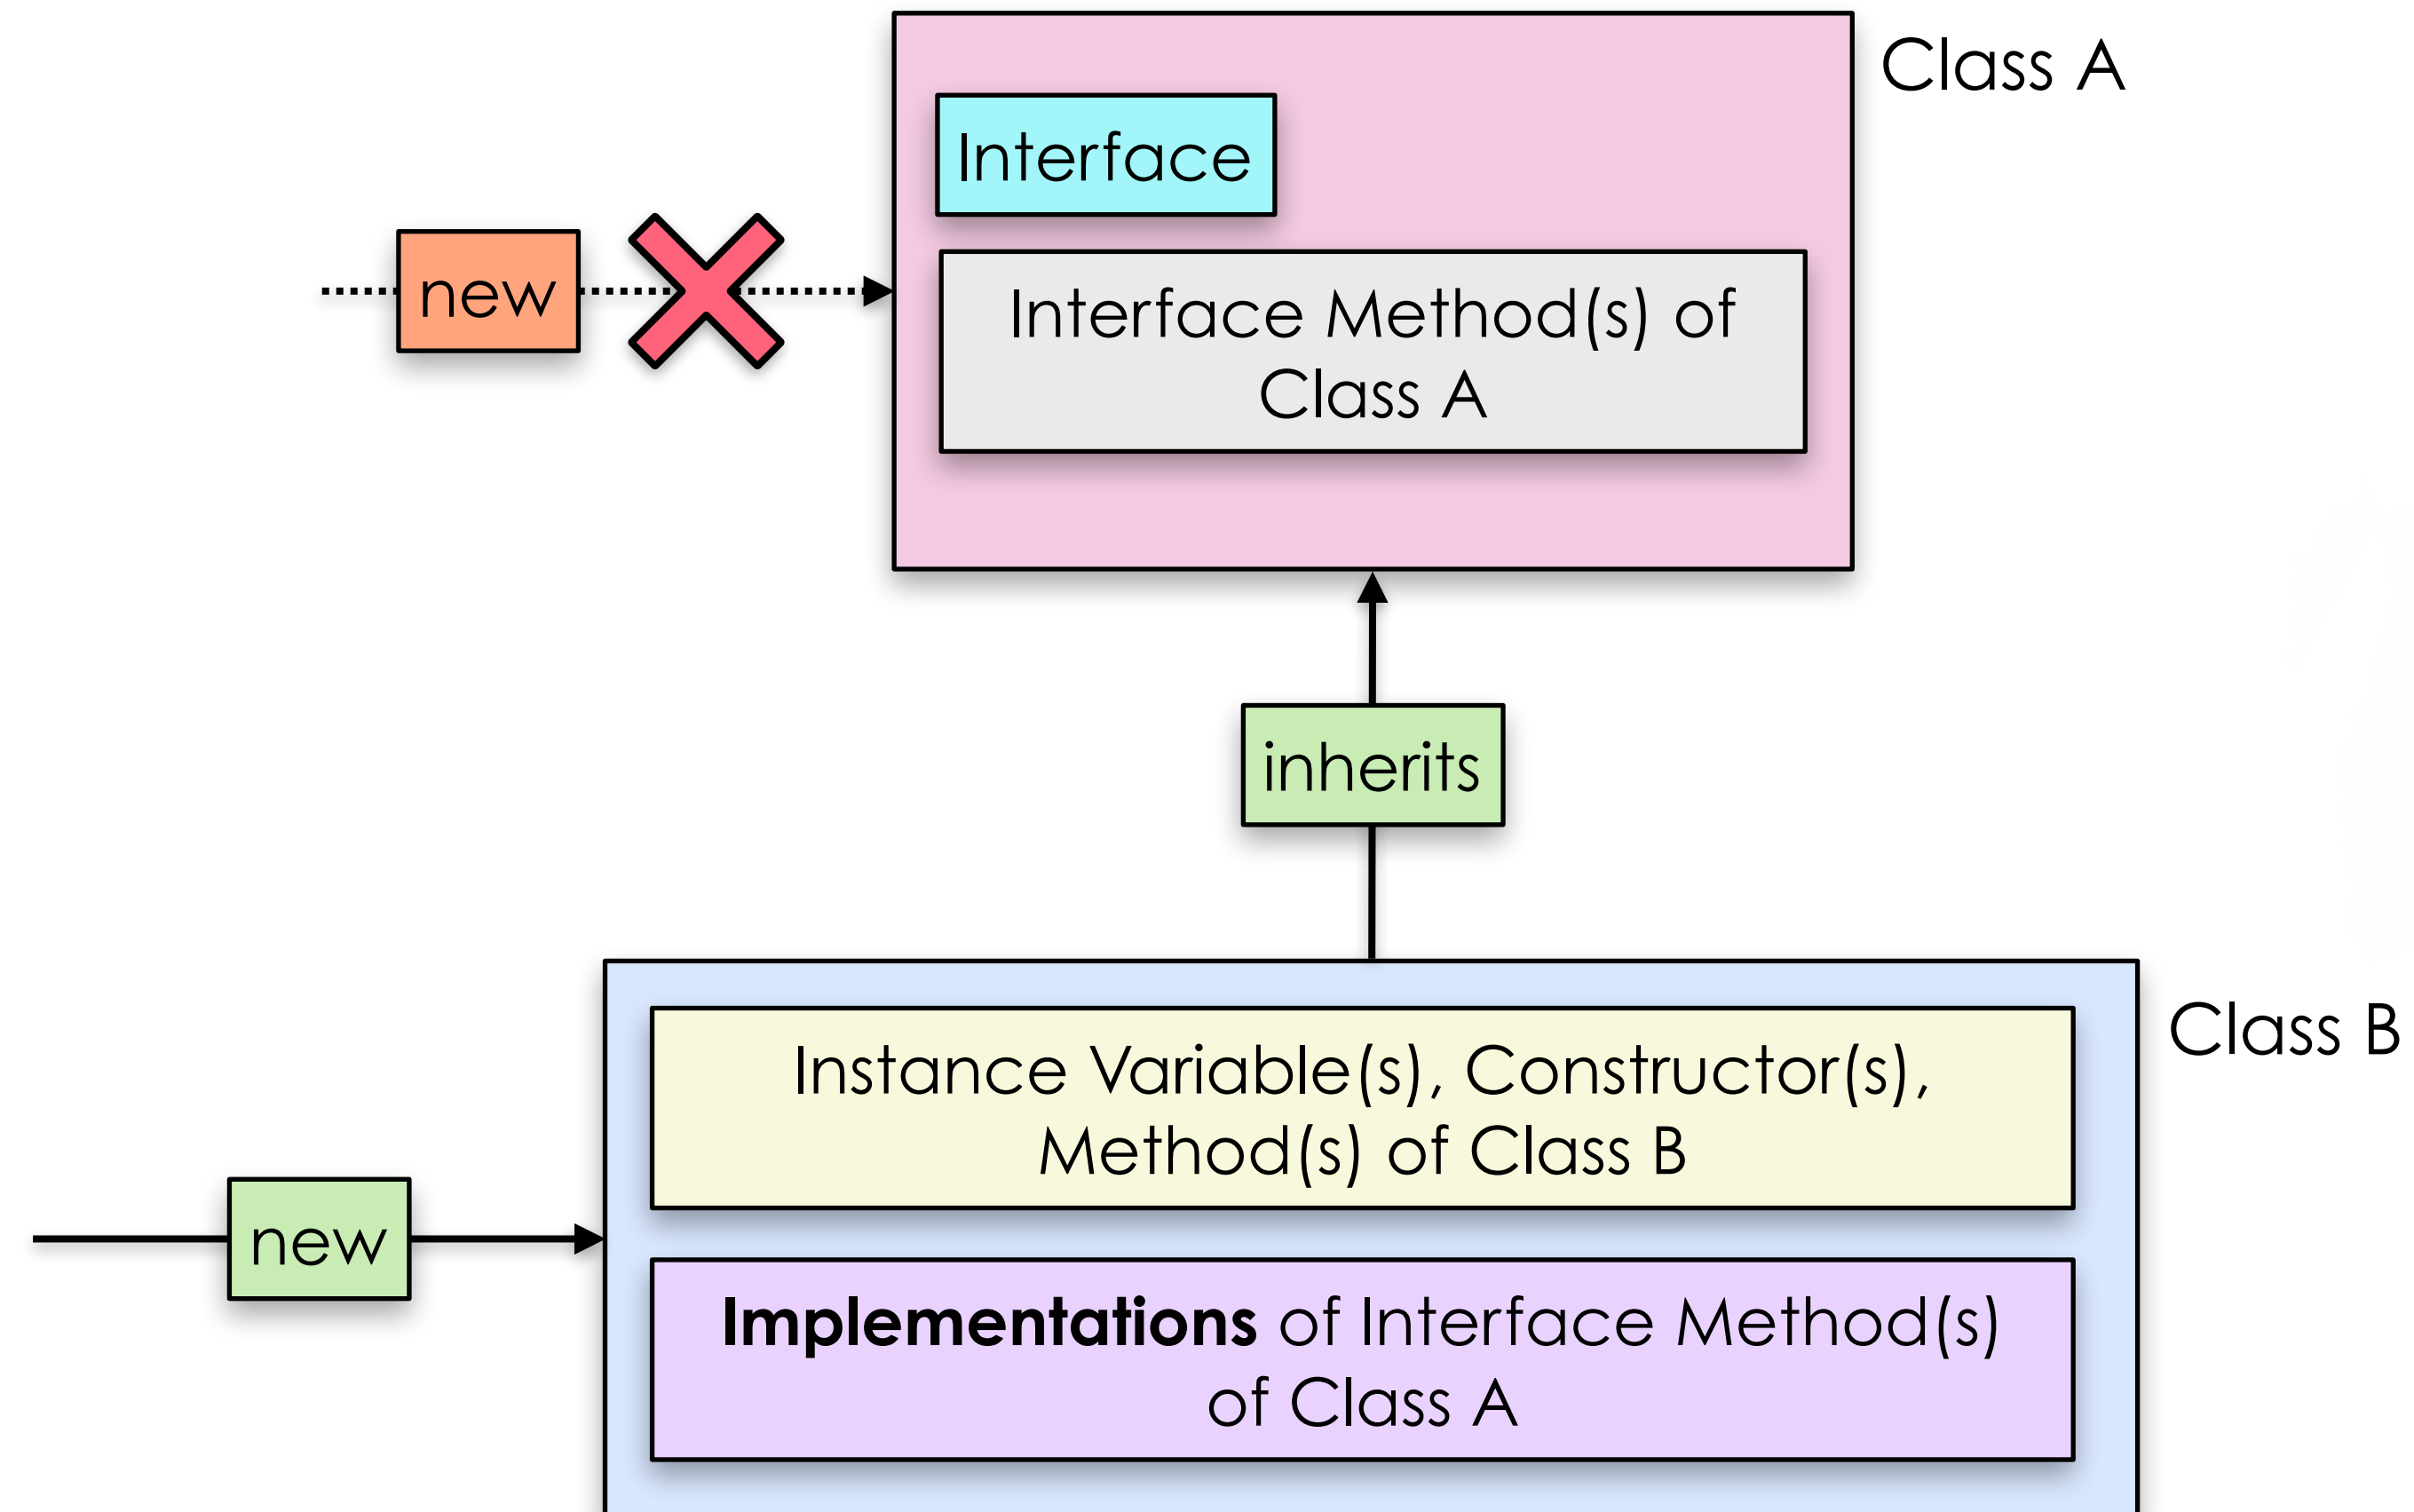 Class A
Interface
new
Interface Method(s) of
Class A
inherits
Class B
Instance Variable(s), Constructor(s),
Method(s) of Class B
new
Implementations of Interface Method(s)
of Class A